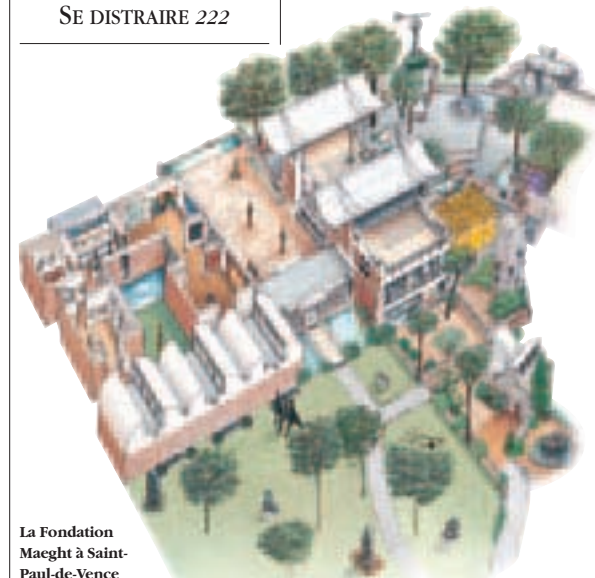 SE DISTRAIRE 222
La Fondation
Maeght à Saint-
Paul-de-Vence